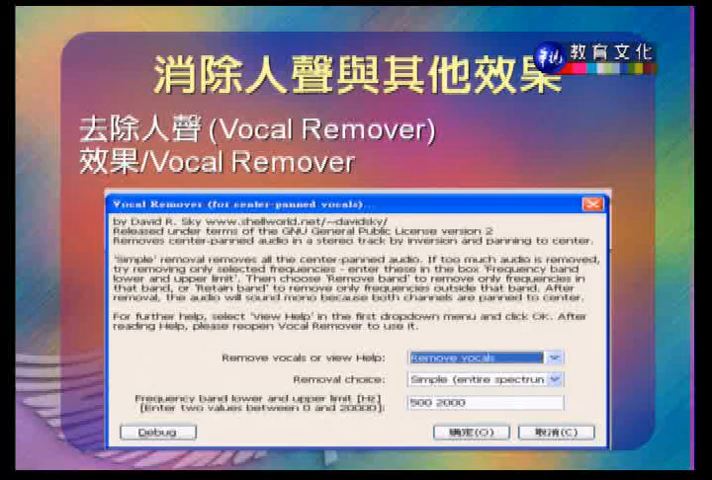 消除人聲與其他效果
教育文化
去除人聲 (Vocal Remover)
效果/Vocal Remover
Vocal Remover (for center-panned vocals)...
by David R. Sky www.shellworld.net/~davidsky/
Released under terms of the GNU General Public License version 2
Removes center-panned audio in a stereo track by inversion and panning to center.
'Simple' removal removes all the center-panned audio. If too much audio is removed,
try removing only selected frequencies - enter these in the box 'Frequency band
lower and upper limit'. Then choose 'Remove band' to remove only frequencies in
that band, or 'Retain band' to remove only frequencies outside that band. After
removal, the audio will sound mono because both channels are panned to center.
For further help, select 'View Help' in the first dropdown menu and click OK. After
reading Help, please reopen Vocal Remover to use it.
Remove vocals or view Help: Remove vocals
Removal choice: Simple (entire spectrun
Frequency band lower and upper limit [Hz]
[Enter two values between 0 and 20000]: 500 2000
Debug 確定(O) 取消(C)